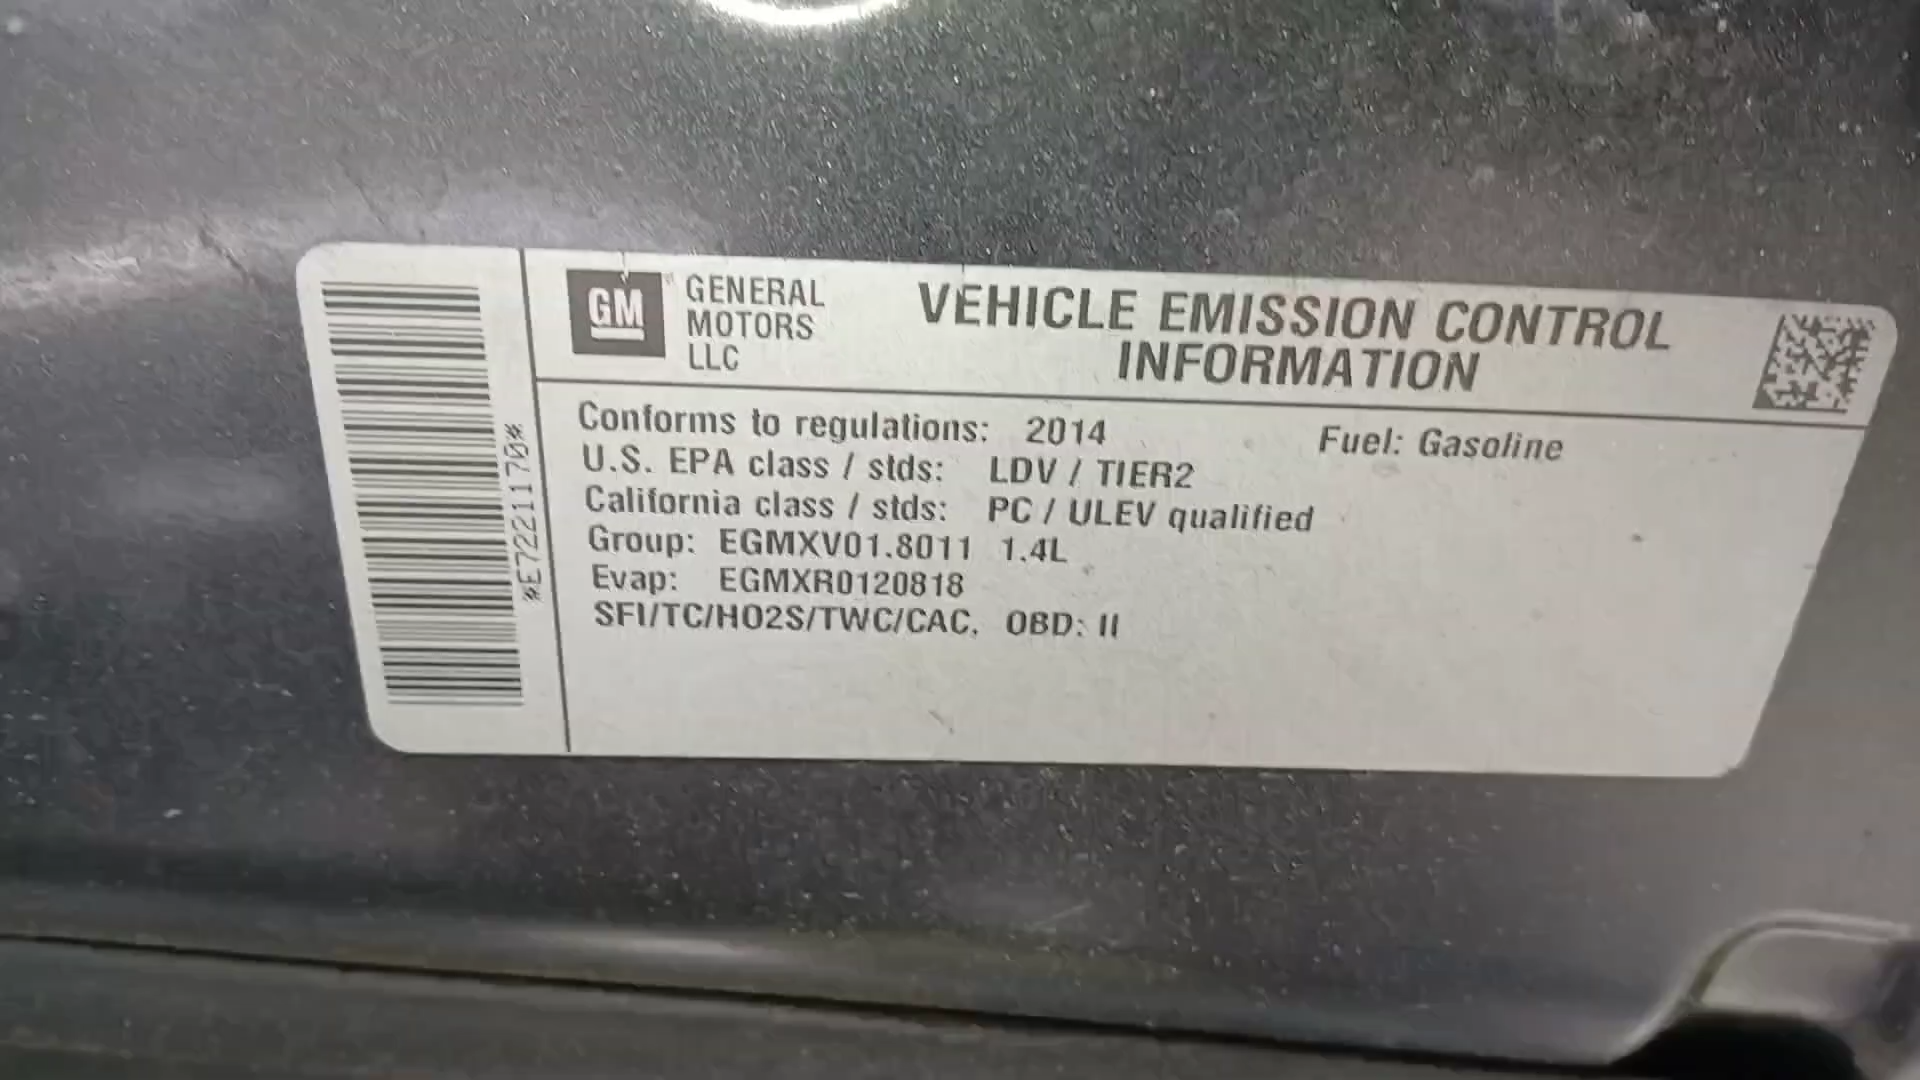 GM
GENERAL
MOTORS
LLC
VEHICLE EMISSION CONTROL
INFORMATION
*E72211170*
Conforms to regulations: 2014 Fuel: Gasoline
U.S. EPA class / stds: LDV / TIER2
California class / stds: PC / ULEV qualified
Group: EGMXV01.8011 1.4L
Evap: EGMXR0120818
SFI/TC/HO2S/TWC/CAC, OBD: II